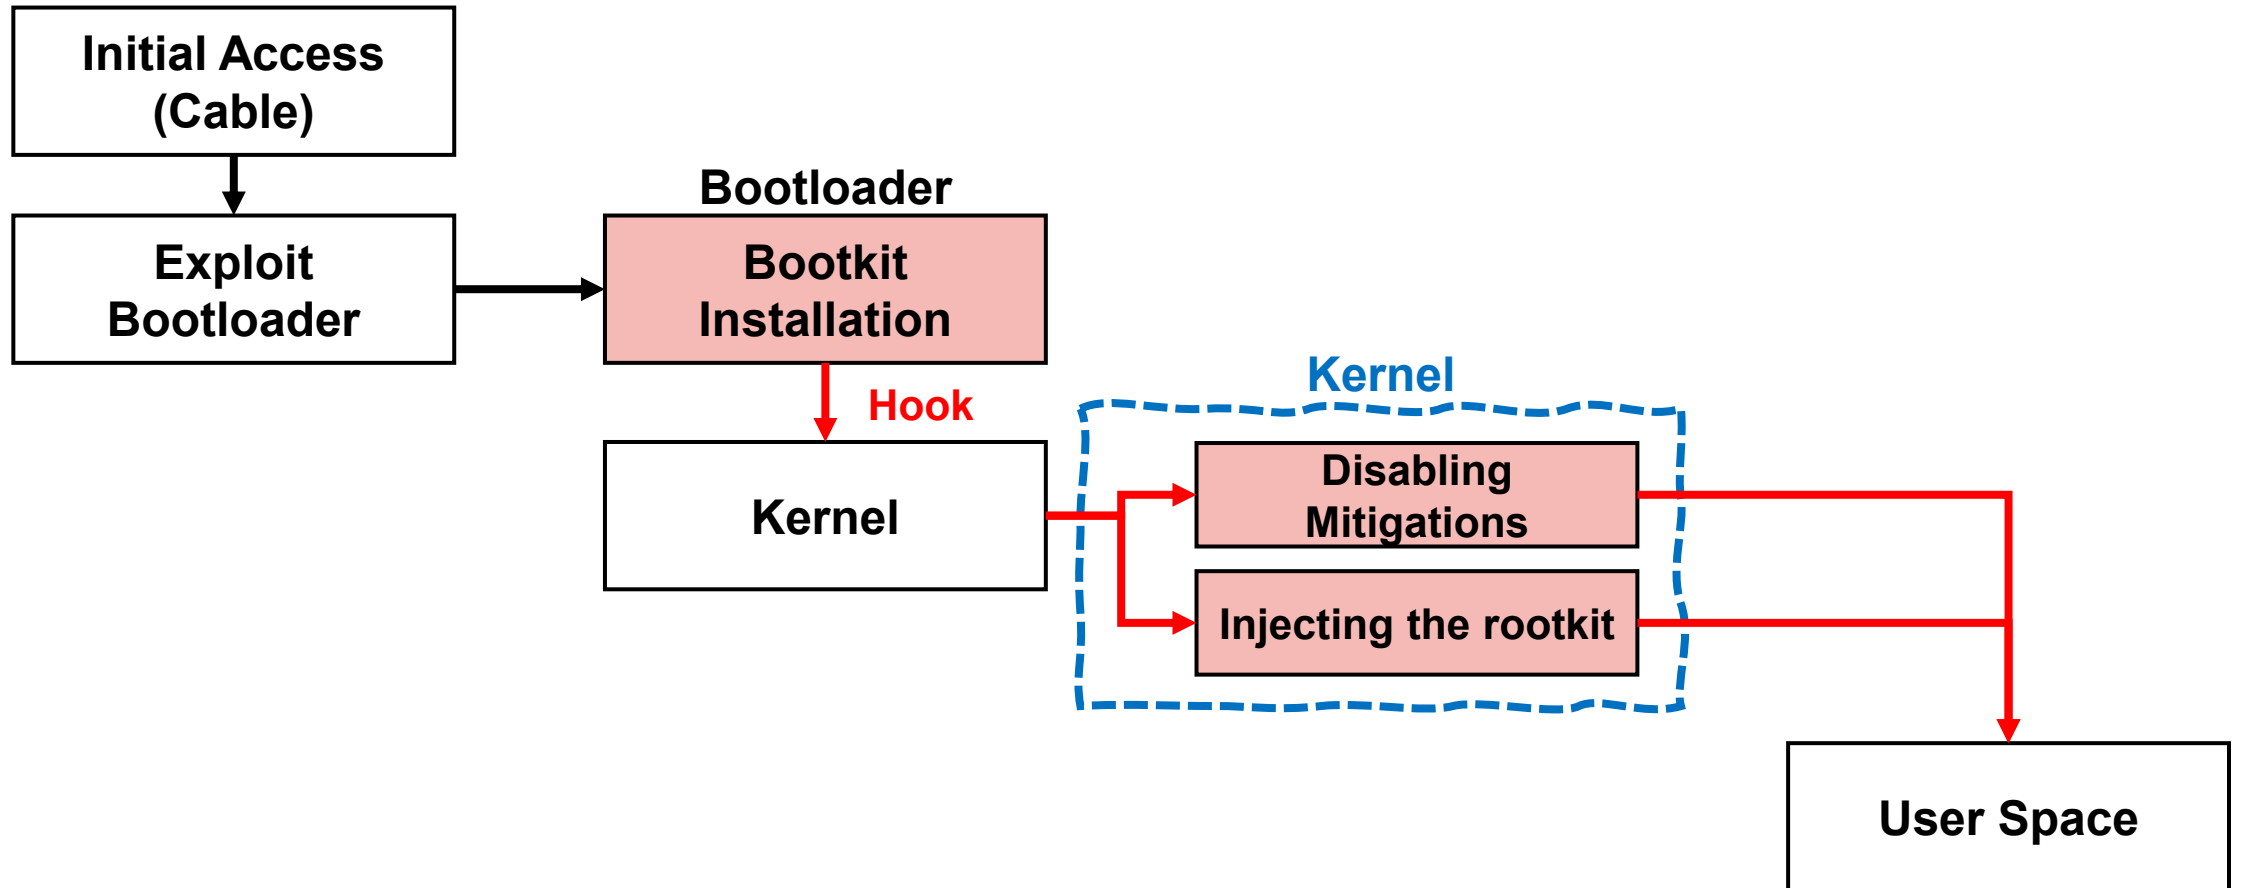 Initial Access
(Cable)
Exploit
Bootloader
Bootloader
Bootkit
Installation
Hook
Kernel
Kernel
Disabling
Mitigations
Injecting the rootkit
User Space